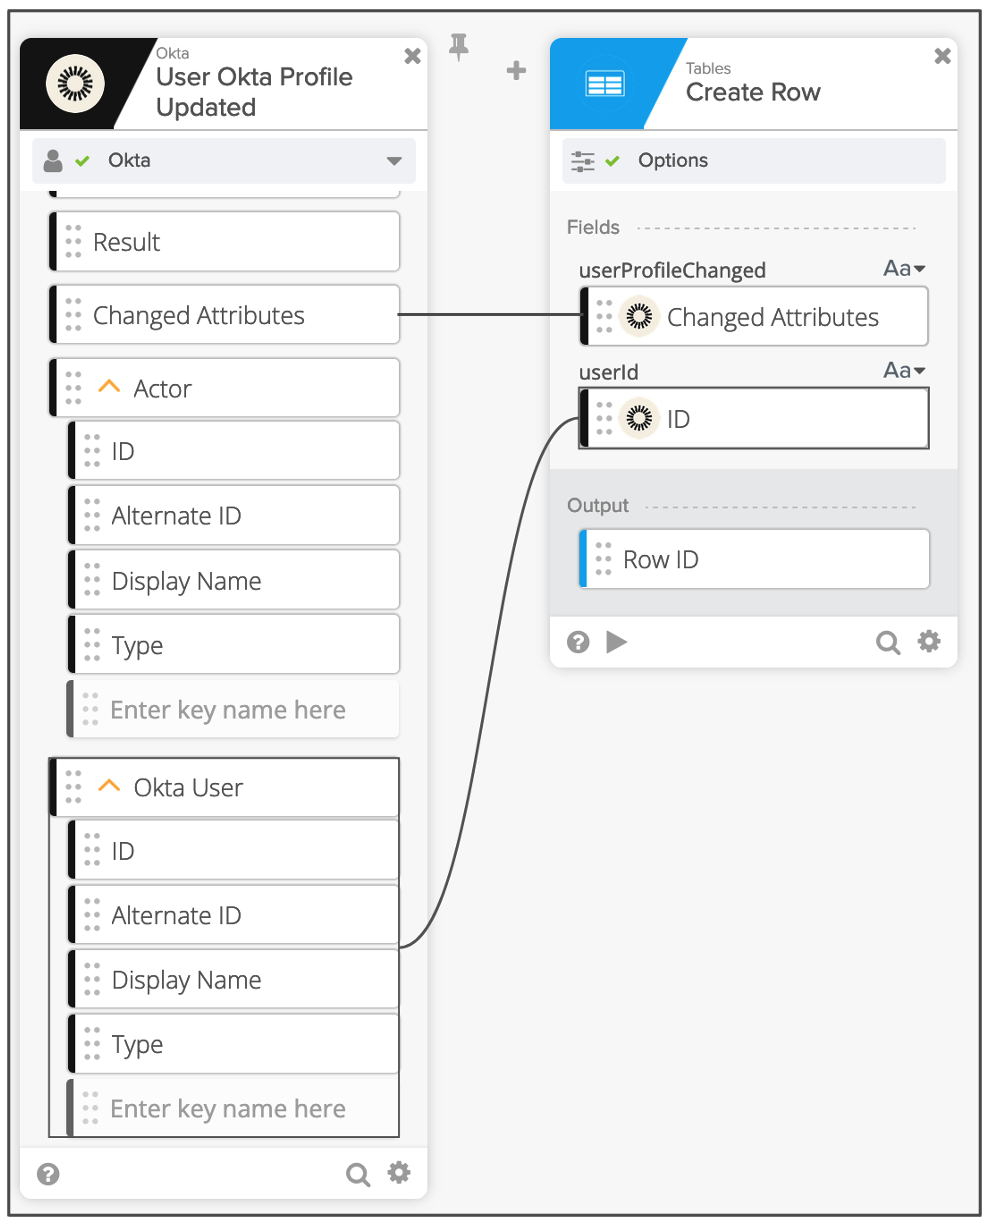 Okta
User Okta Profile
Updated
Okta
Result
Changed Attributes
Actor
ID
Alternate ID
Display Name
Type
Enter key name here
Okta User
ID
Alternate ID
Display Name
Type
Enter key name here
Tables
Create Row
Options
Fields
userProfileChanged
Aa
Changed Attributes
userId
Aa
ID
Output
Row ID